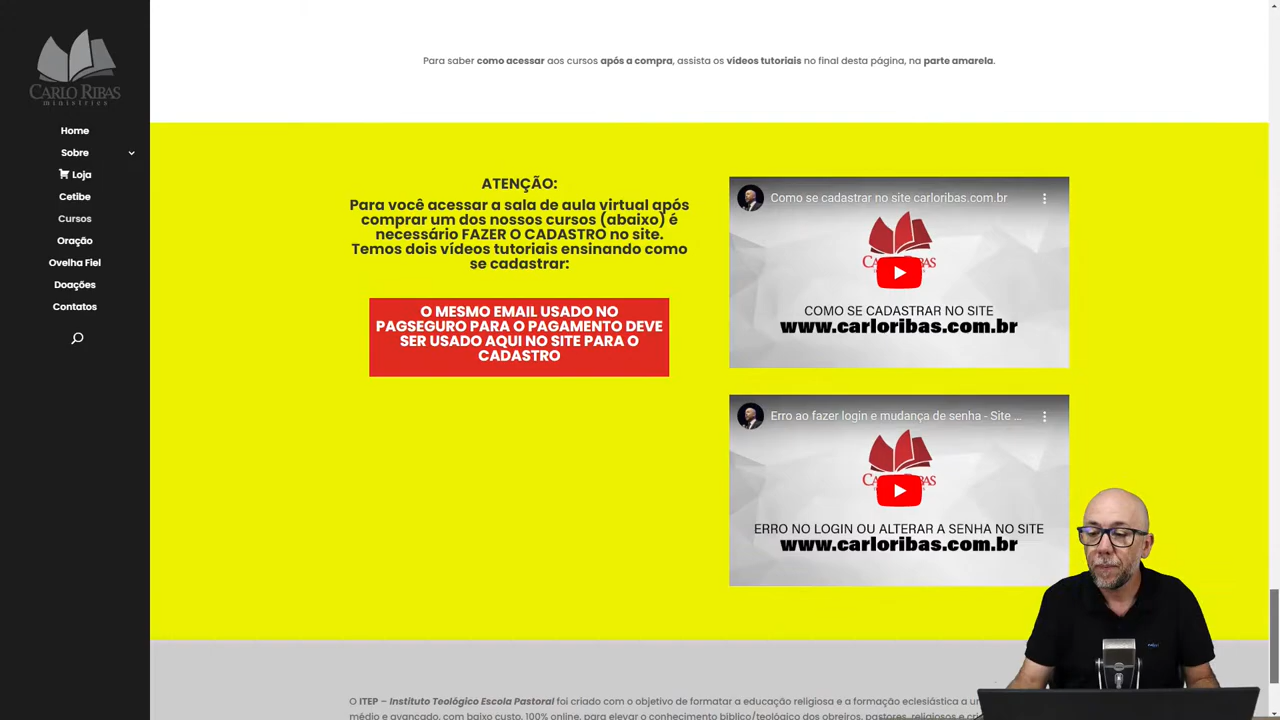 CARLO RIBAS
ministries
Home
Sobre
Loja
Cetibe
Cursos
Oração
Ovelha Fiel
Doações
Contatos
Para saber como acessar aos cursos após a compra, assista os vídeos tutoriais no final desta página, na parte amarela.
ATENÇÃO:
Para você acessar a sala de aula virtual após
comprar um dos nossos cursos (abaixo) é
necessário FAZER O CADASTRO no site.
Temos dois vídeos tutoriais ensinando como
se cadastrar:
O MESMO EMAIL USADO NO
PAGSEGURO PARA O PAGAMENTO DEVE
SER USADO AQUI NO SITE PARA O
CADASTRO
Como se cadastrar no site carloribas.com.br
COMO SE CADASTRAR NO SITE
www.carloribas.com.br
Erro ao fazer login e mudança de senha - Site ...
ERRO NO LOGIN OU ALTERAR A SENHA NO SITE
www.carloribas.com.br
O ITEP – Instituto Teológico Escola Pastoral foi criado com o objetivo de formatar a educação religiosa e a formação eclesiástica a
médio e avançado, com baixo custo, 100% online, para elevar o conhecimento bíblico/teológico dos obreiros, pastores, religiosos e